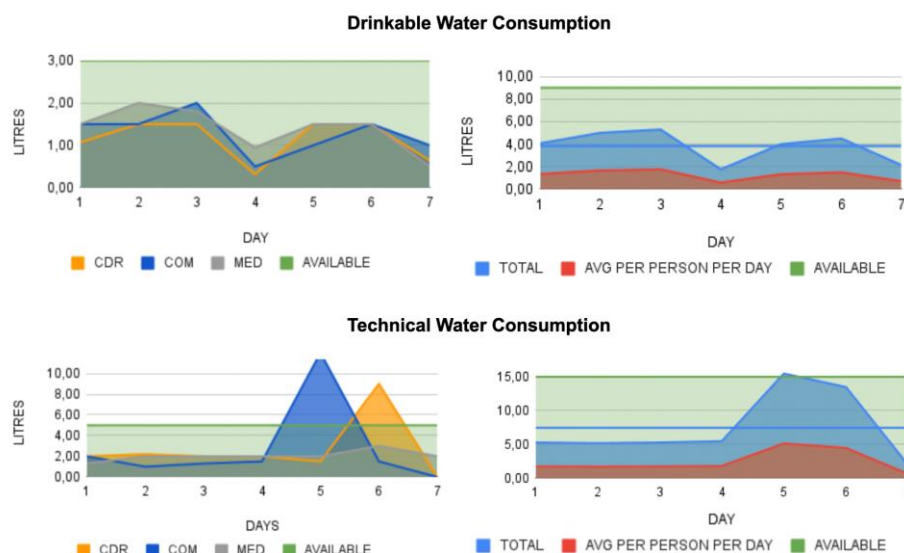 Drinkable Water Consumption
3,00
2,00
1,00
0,00
LITRES
1 2 3 4 5 6 7
DAY
CDR COM MED AVAILABLE
10,00
8,00
6,00
4,00
2,00
0,00
LITRES
1 2 3 4 5 6 7
DAY
TOTAL AVG PER PERSON PER DAY AVAILABLE
Technical Water Consumption
10,00
8,00
6,00
4,00
2,00
0,00
LITRES
1 2 3 4 5 6 7
DAYS
CDR COM MED AVAILABLE
15,00
10,00
5,00
0,00
LITRES
1 2 3 4 5 6
DAY
TOTAL AVG PER PERSON PER DAY AVAILABLE